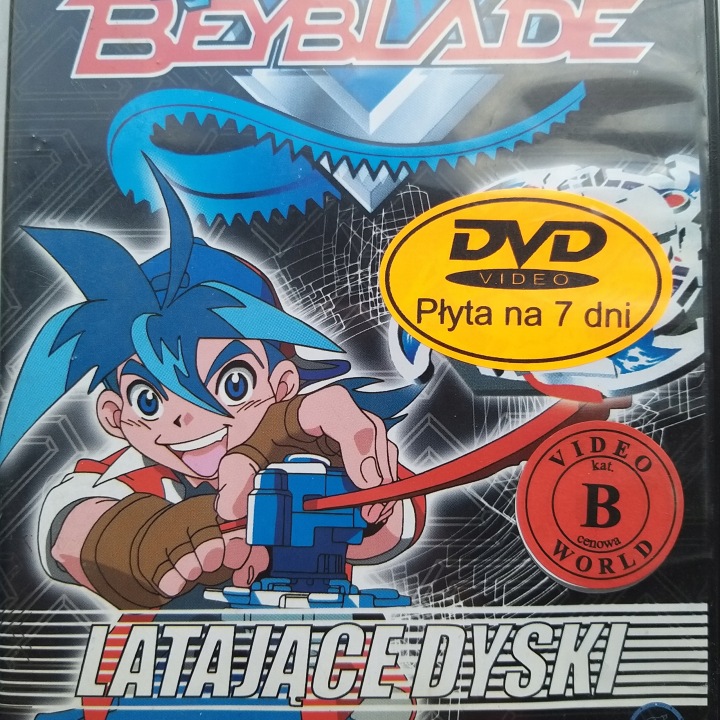 BEYBLADE
DVD
VIDEO
Płyta na 7 dni
VIDEO
kat.
B
cenowa
WORLD
LATAJĄCE DYSKI